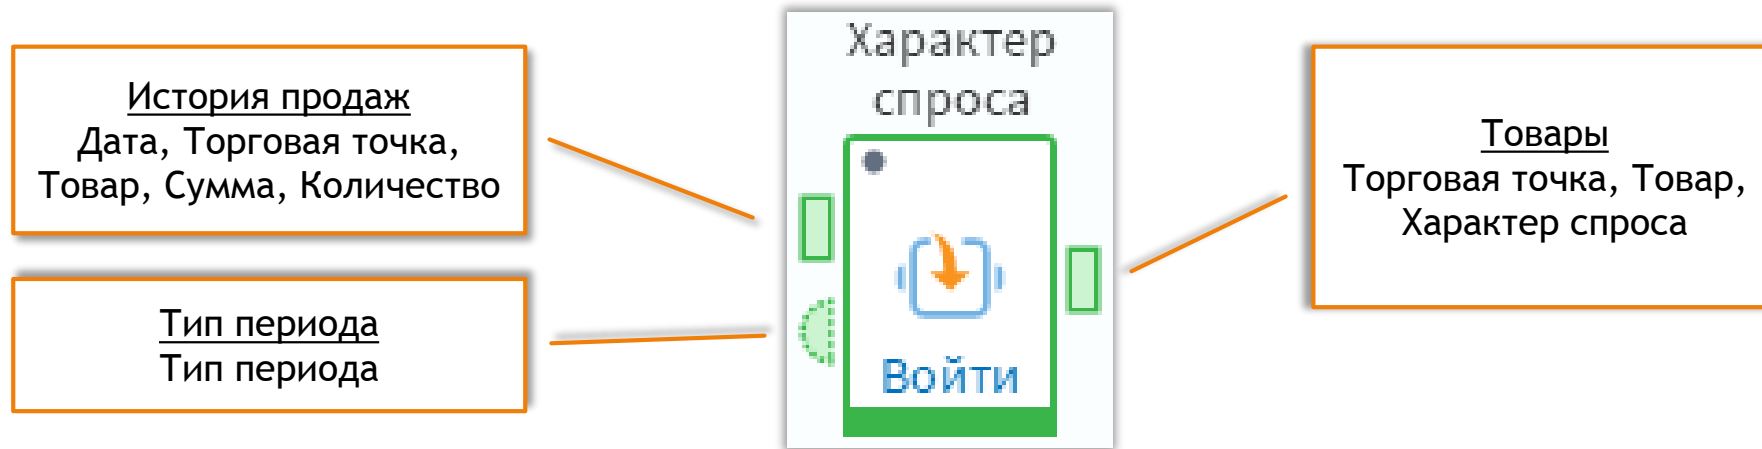 История продаж
Дата, Торговая точка,
Товар, Сумма, Количество
Тип периода
Тип периода
Характер
спроса
Войти
Товары
Торговая точка, Товар,
Характер спроса